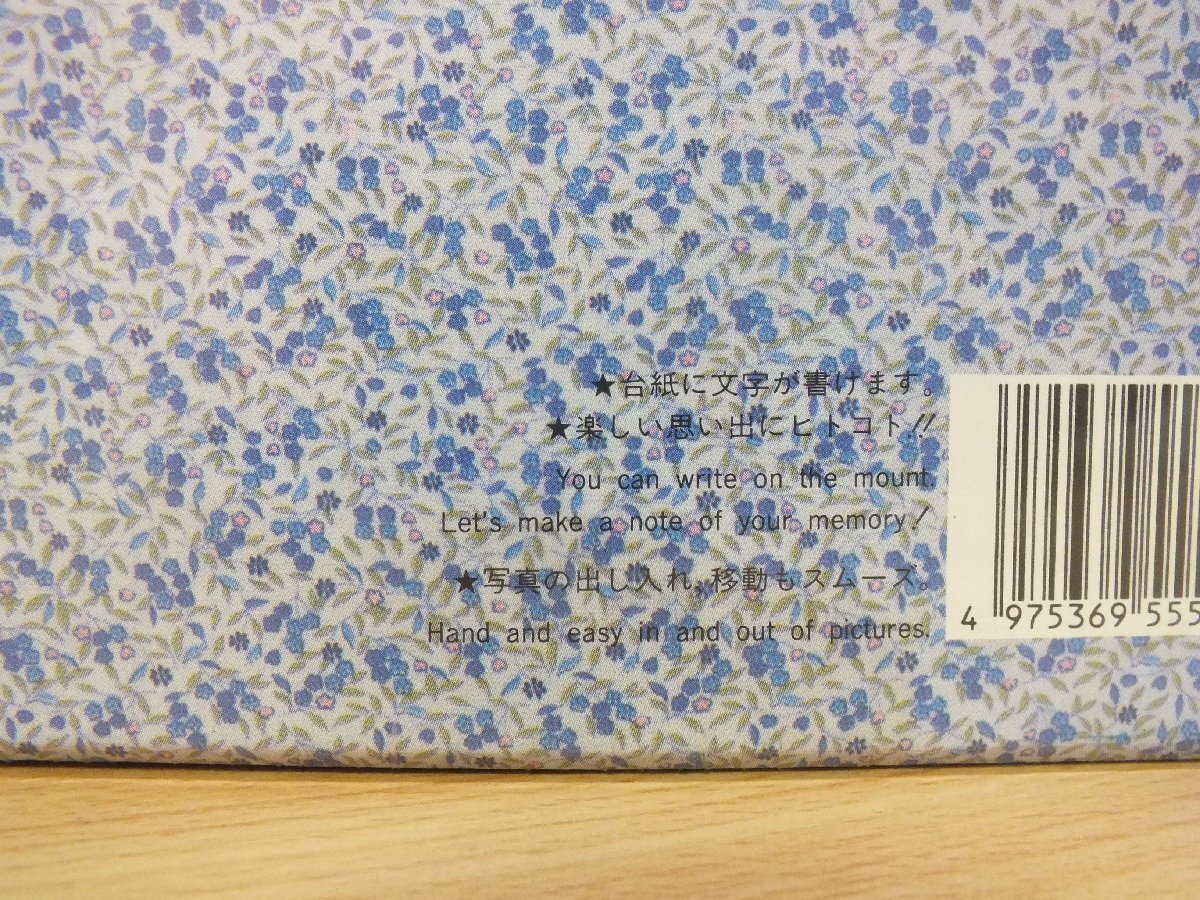 ★台紙に文字が書けます。
★楽しい思い出にヒトコト!!
You can write on the mount.
Let's make a note of your memory!
★写真の出し入れ、移動もスムーズ。
Hand and easy in and out of pictures.
4 975369 555